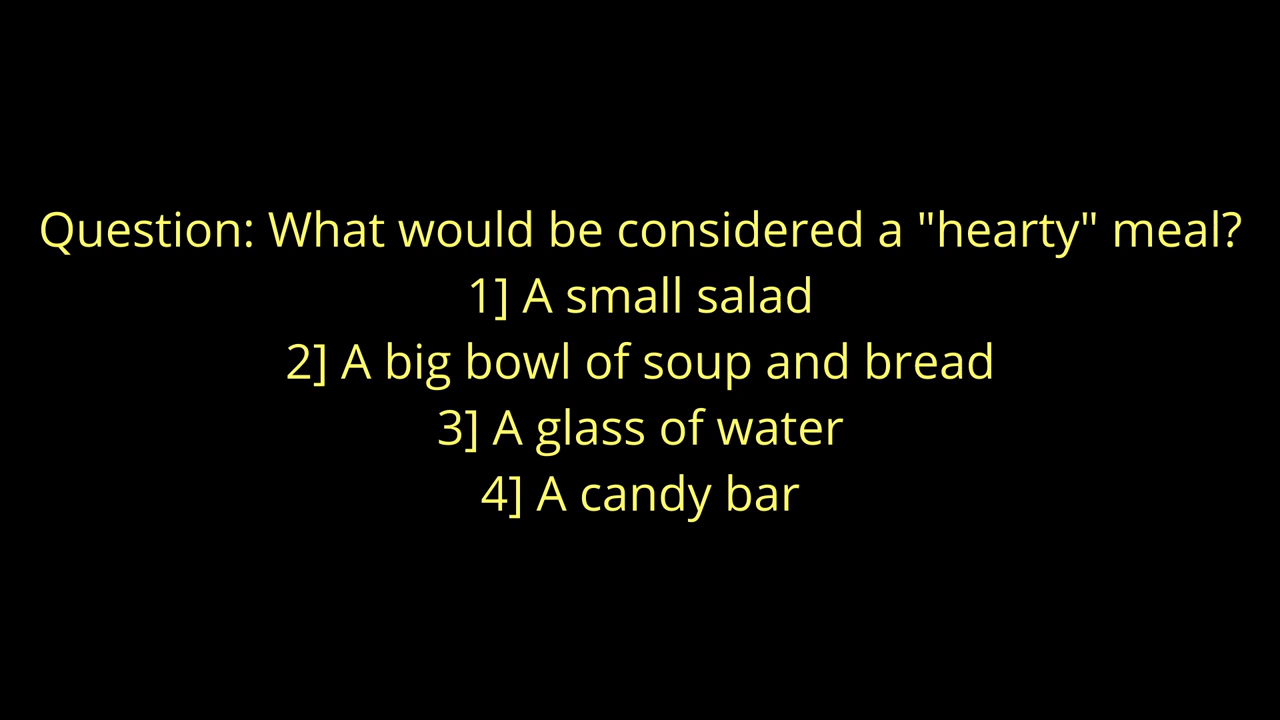 Question: What would be considered a "hearty" meal?
1] A small salad
2] A big bowl of soup and bread
3] A glass of water
4] A candy bar